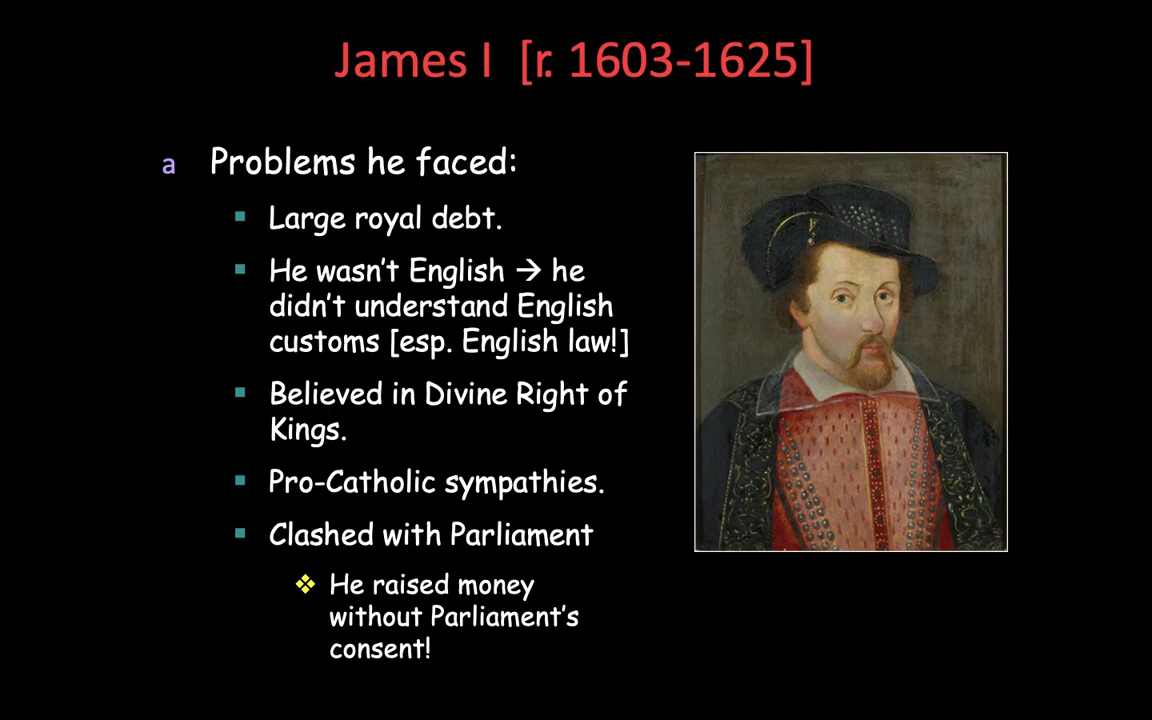 James I [r. 1603-1625]
a Problems he faced:
▪ Large royal debt.
▪ He wasn't English → he
didn't understand English
customs [esp. English law!]
▪ Believed in Divine Right of
Kings.
▪ Pro-Catholic sympathies.
▪ Clashed with Parliament
❖ He raised money
without Parliament's
consent!